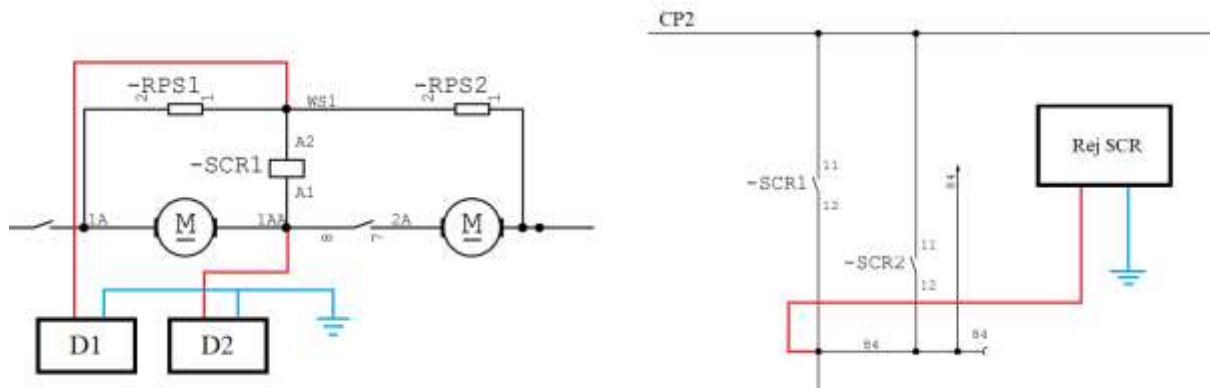 -RPS1
2
1
WS1
-RPS2
2
1
A2
-SCR1
A1
M
1A
1AA
8
7
2A
M
D1
D2
CP2
11
-SCR1
12
84
Rej SCR
11
-SCR2
12
84
84